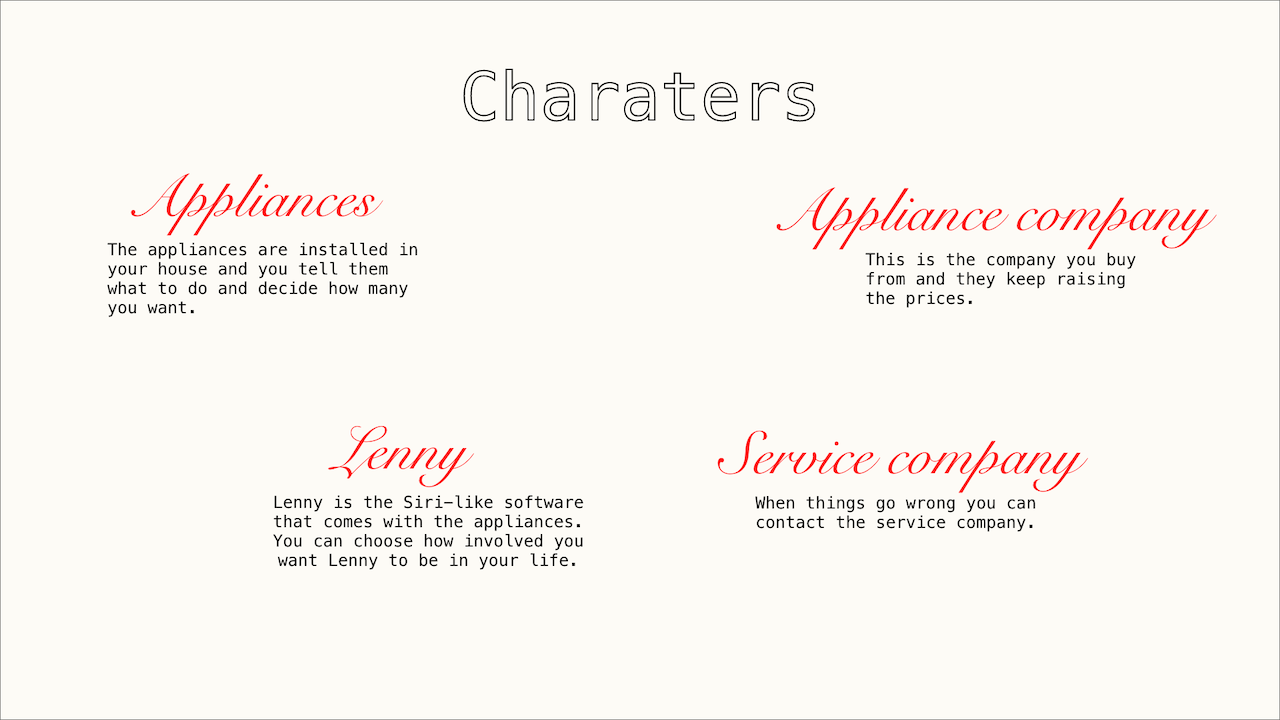 Charaters
Appliances
The appliances are installed in
your house and you tell them
what to do and decide how many
you want.
Appliance company
This is the company you buy
from and they keep raising
the prices.
Lenny
Lenny is the Siri-like software
that comes with the appliances.
You can choose how involved you
want Lenny to be in your life.
Service company
When things go wrong you can
contact the service company.